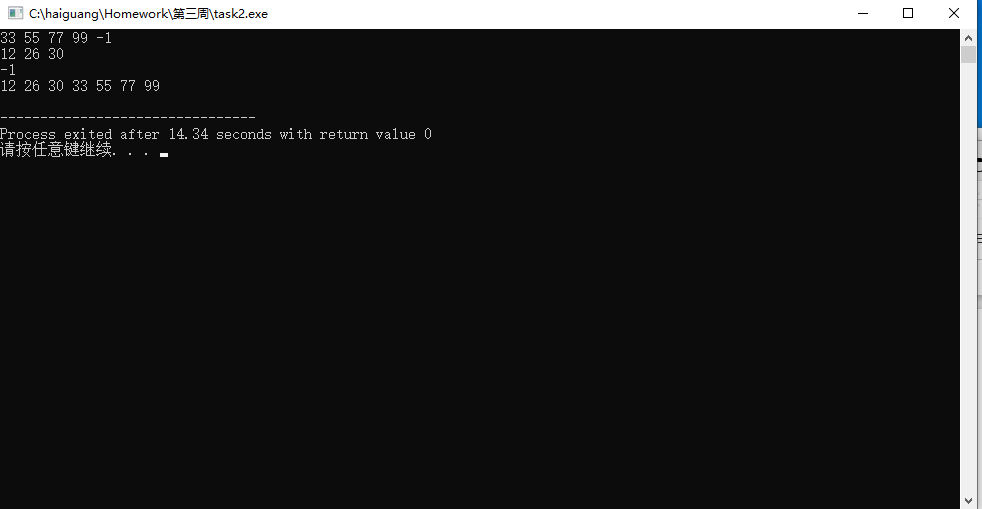 C:\haiguang\Homework\第三周\task2.exe
33 55 77 99 -1
12 26 30
-1
12 26 30 33 55 77 99
--------------------------------
Process exited after 14.34 seconds with return value 0
请按任意键继续. . .